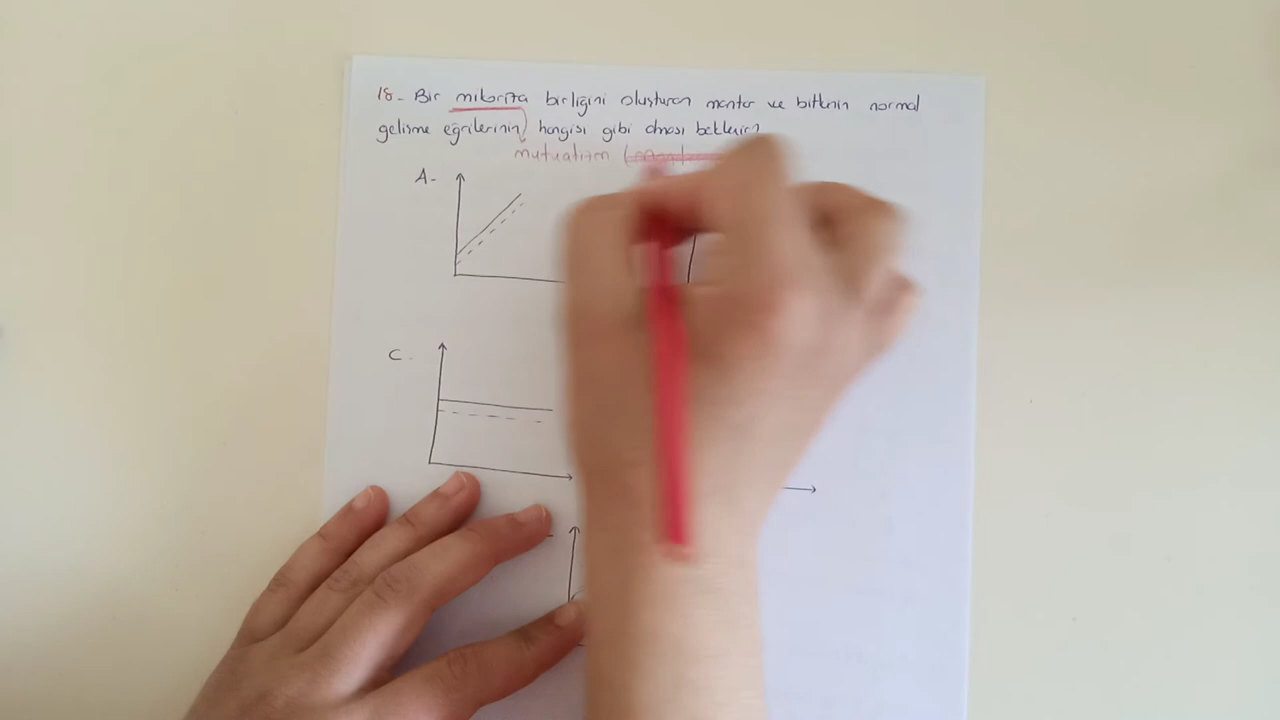 18- Bir mikoriza birliğini oluşturan mantar ve bitkinin normal
gelişme eğrilerinin hangisi gibi olması beklenir?
mutualizm
A-
C-